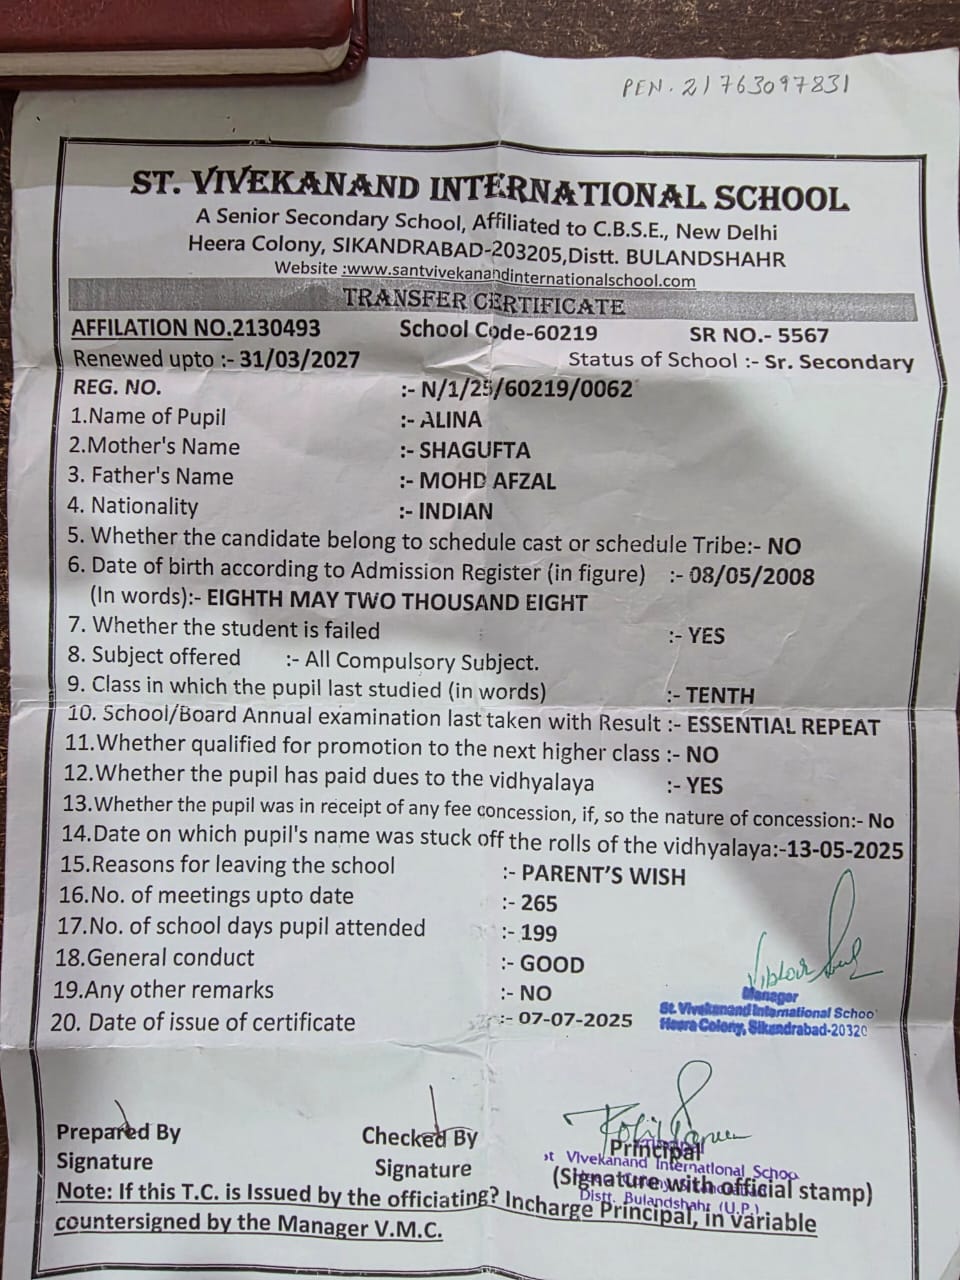 PEN. 21763097831
ST. VIVEKANAND INTERNATIONAL SCHOOL
A Senior Secondary School, Affiliated to C.B.S.E., New Delhi
Heera Colony, SIKANDRABAD-203205,Distt. BULANDSHAHR
Website :www.santvivekanandinternationalschool.com
TRANSFER CERTIFICATE
AFFILATION NO.2130493 School Code-60219 SR NO.- 5567
Renewed upto :- 31/03/2027 Status of School :- Sr. Secondary
REG. NO. :- N/1/25/60219/0062
1.Name of Pupil :- ALINA
2.Mother's Name :- SHAGUFTA
3. Father's Name :- MOHD AFZAL
4. Nationality :- INDIAN
5. Whether the candidate belong to schedule cast or schedule Tribe:- NO
6. Date of birth according to Admission Register (in figure) :- 08/05/2008
(In words):- EIGHTH MAY TWO THOUSAND EIGHT
7. Whether the student is failed :- YES
8. Subject offered :- All Compulsory Subject.
9. Class in which the pupil last studied (in words) :- TENTH
10. School/Board Annual examination last taken with Result :- ESSENTIAL REPEAT
11.Whether qualified for promotion to the next higher class :- NO
12.Whether the pupil has paid dues to the vidhyalaya :- YES
13.Whether the pupil was in receipt of any fee concession, if, so the nature of concession:- No
14.Date on which pupil's name was stuck off the rolls of the vidhyalaya:-13-05-2025
15.Reasons for leaving the school :- PARENT'S WISH
16.No. of meetings upto date :- 265
17.No. of school days pupil attended :- 199
18.General conduct :- GOOD
19.Any other remarks :- NO
20. Date of issue of certificate :- 07-07-2025
Manager
St. Vivekanand International Schoo
Heera Colony, Sikandrabad-20320
Prepared By Checked By Principal
Signature Signature
st Vivekanand International Schoo
(Signature with official stamp)
Distt. Bulandshahr (U.P.)
Note: If this T.C. is Issued by the officiating? Incharge Principal, in variable
countersigned by the Manager V.M.C.